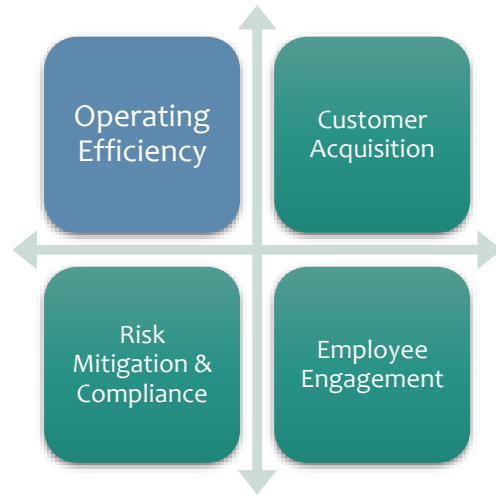 Operating
Efficiency
Customer
Acquisition
Risk
Mitigation &
Compliance
Employee
Engagement